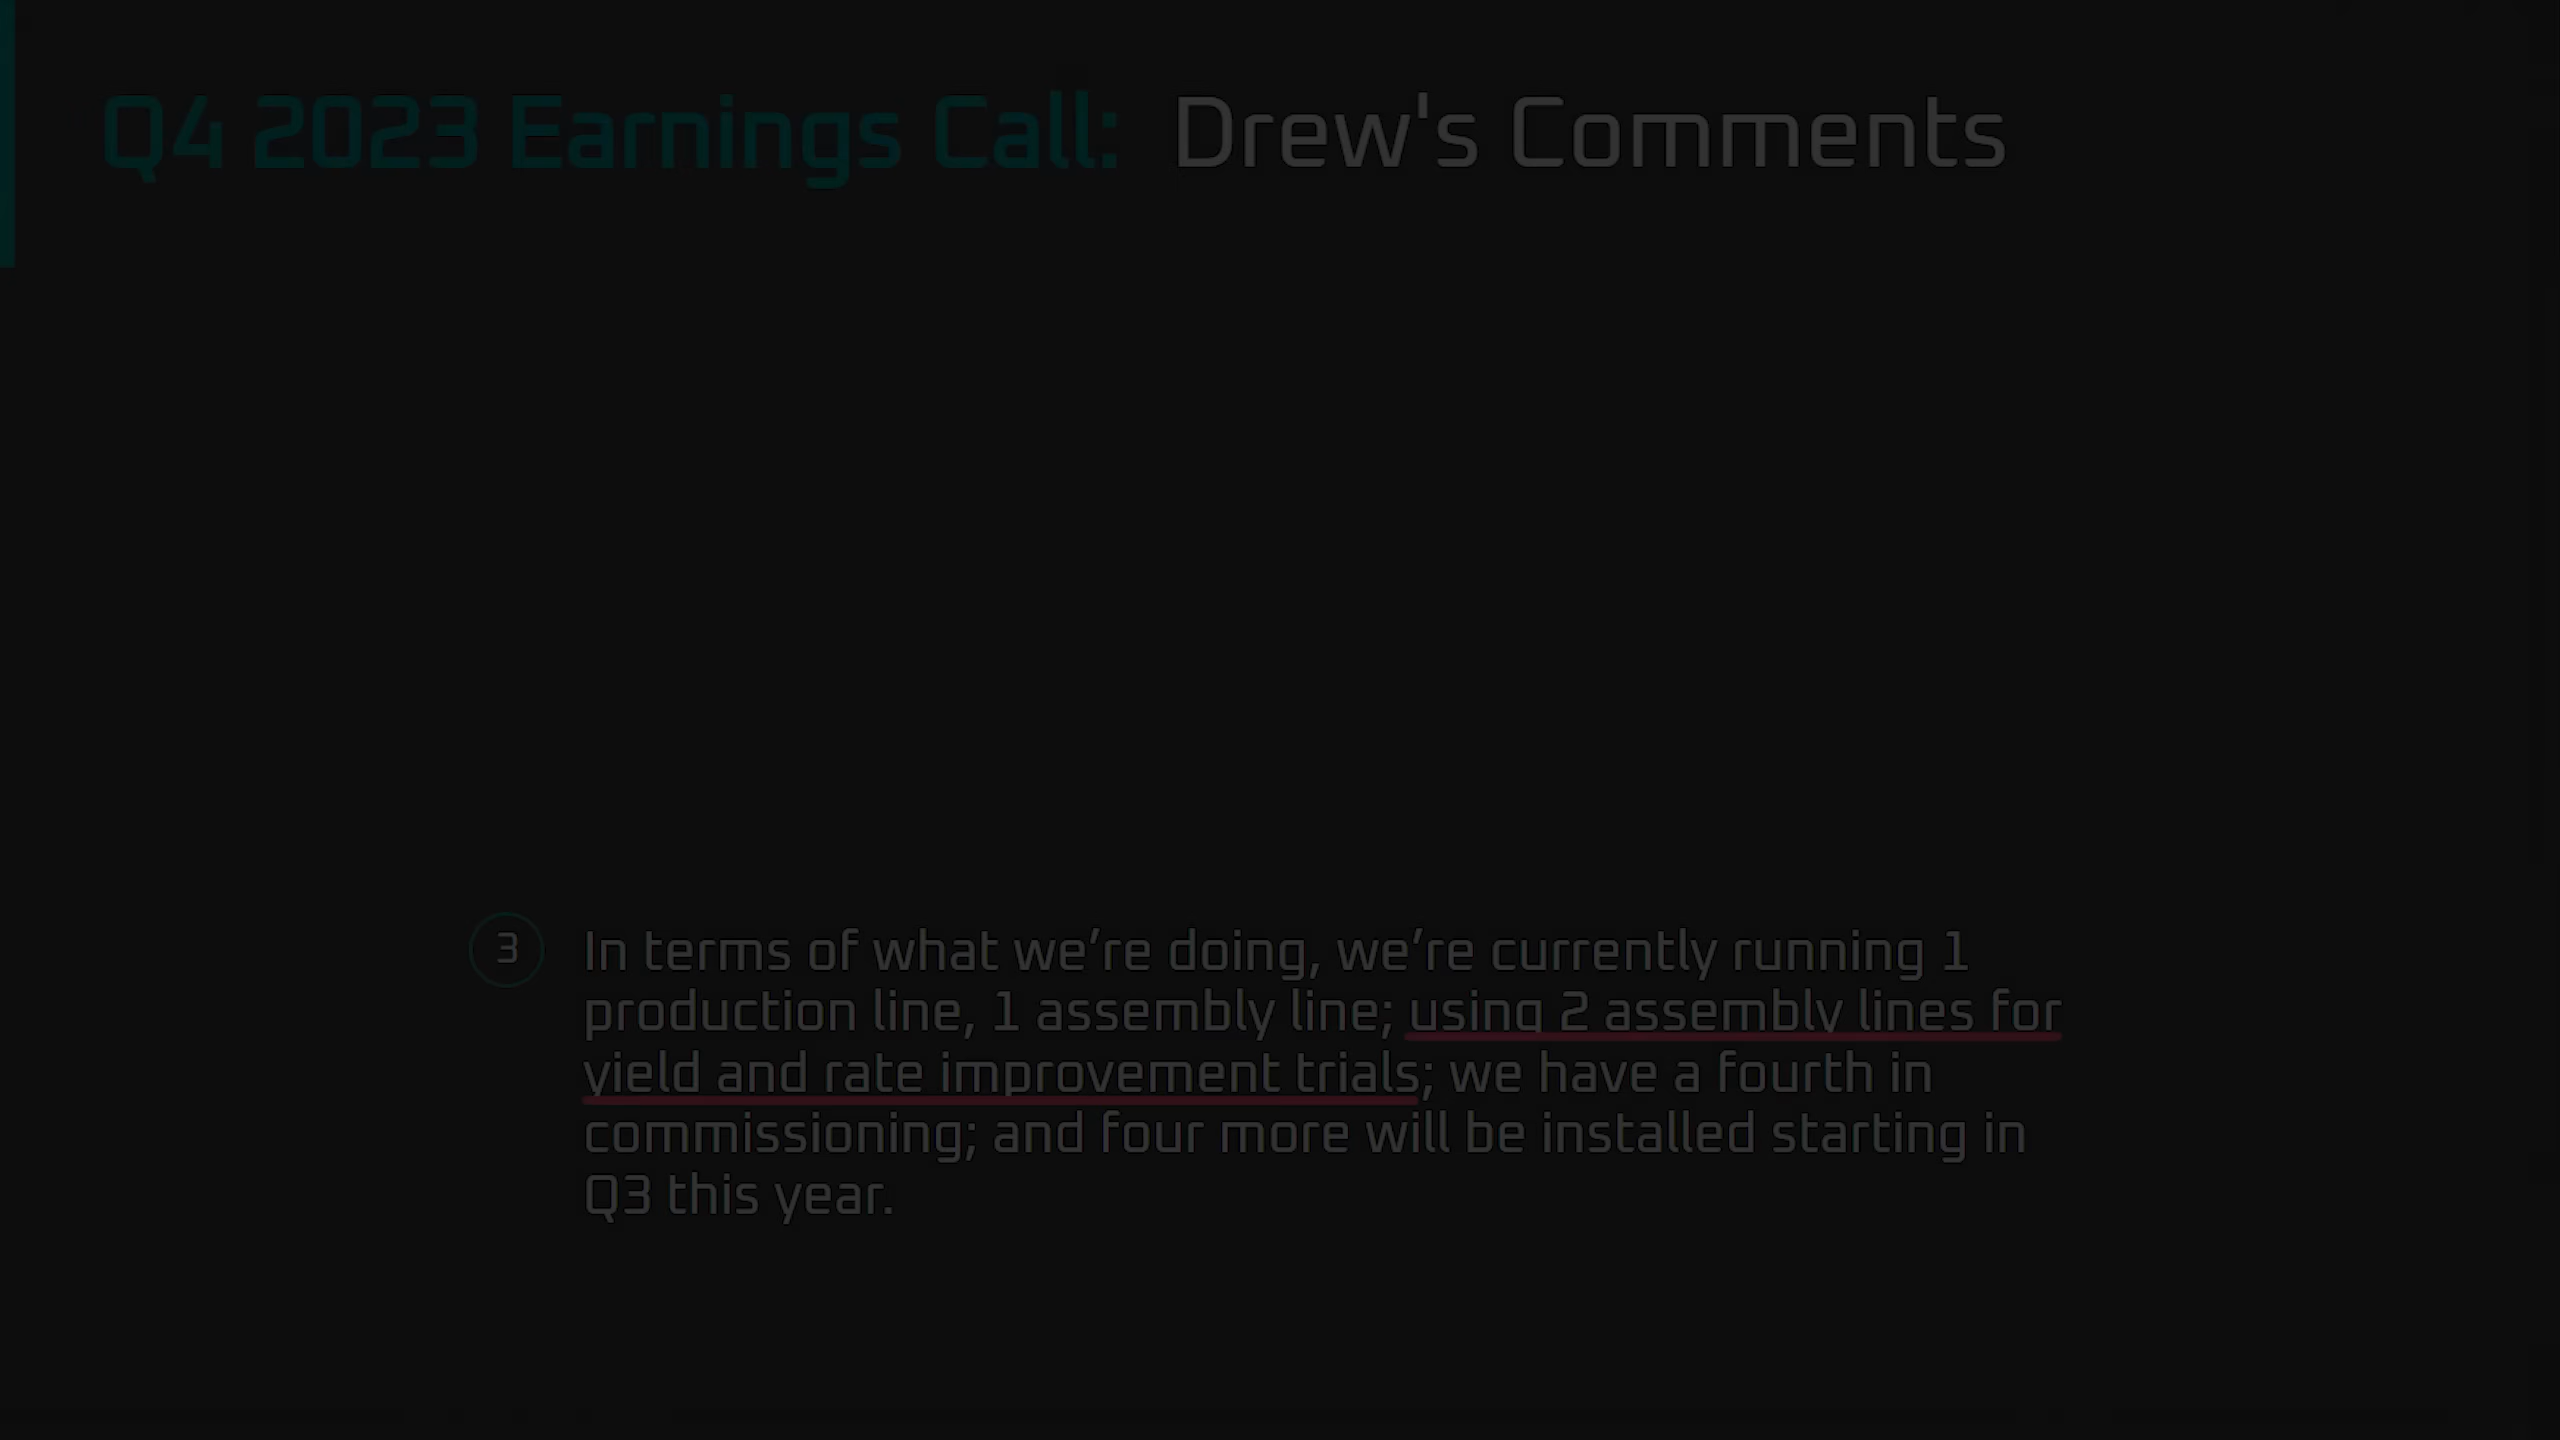 Q4 2023 Earnings Call: Drew's Comments
3
In terms of what we’re doing, we’re currently running 1
production line, 1 assembly line; using 2 assembly lines for
yield and rate improvement trials; we have a fourth in
commissioning; and four more will be installed starting in
Q3 this year.